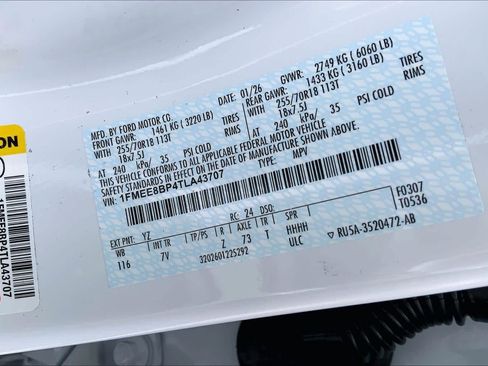 MFD. BY FORD MOTOR CO.
01/26
GVWR: 2749 KG ( 6060 LB)
FRONT GAWR: 1461 KG ( 3220 LB)
REAR GAWR: 1433 KG ( 3160 LB)
255/70R18 113T TIRES
255/70R18 113T TIRES
18x7.5J RIMS
18x7.5J RIMS
AT 240 kPa/ 35 PSI COLD
AT 240 kPa/ 35 PSI COLD
THIS VEHICLE CONFORMS TO ALL APPLICABLE FEDERAL MOTOR VEHICLE
SAFETY STANDARDS IN EFFECT ON THE DATE OF MANUFACTURE SHOWN ABOVE.
VIN: 1FMEE8BP4TLA43707
TYPE: MPV
F0307
T0536
EXT PNT: YZ RC: 24 DSO:
WB INT TR TP/PS R AXLE TR SPR
116 7V Z 73 T HHHH
ULC
3202601225292
▽ RU5A-3520472-AB
ON
1FMEE8BP4TLA43707